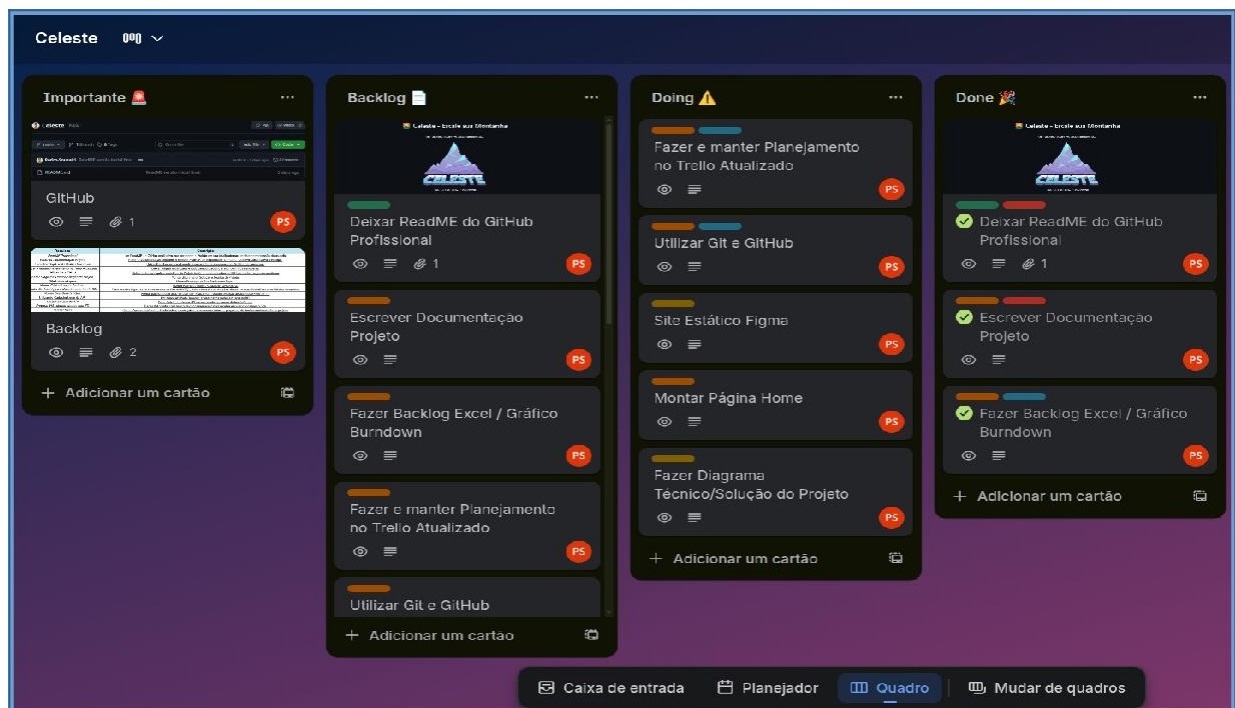 Celeste
Importante
GitHub
1
PS
Backlog
2
PS
+ Adicionar um cartão
Backlog
Celeste - Escale sua Montanha
CELESTE
Deixar ReadME do GitHub
Profissional
1
PS
Escrever Documentação
Projeto
PS
Fazer Backlog Excel / Gráfico
Burndown
PS
Fazer e manter Planejamento
no Trello Atualizado
PS
Utilizar Git e GitHub
+ Adicionar um cartão
Doing
Fazer e manter Planejamento
no Trello Atualizado
PS
Utilizar Git e GitHub
PS
Site Estático Figma
PS
Montar Página Home
PS
Fazer Diagrama
Técnico/Solução do Projeto
PS
+ Adicionar um cartão
Done
Celeste - Escale sua Montanha
CELESTE
Deixar ReadME do GitHub
Profissional
1
PS
Escrever Documentação
Projeto
PS
Fazer Backlog Excel / Gráfico
Burndown
PS
+ Adicionar um cartão
Caixa de entrada
Planejador
Quadro
Mudar de quadros